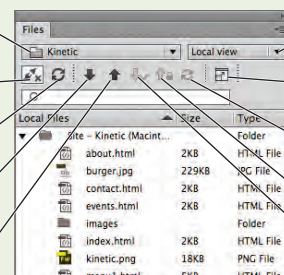 Files
Kinetic Local view
Local Files Size Type
Site – Kinetic (Macint... Folder
about.html 2KB HTML File
burger.jpg 229KB JPG File
contact.html 2KB HTML File
events.html 2KB HTML File
images Folder
index.html 2KB HTML File
kinetic.png 18KB PNG File